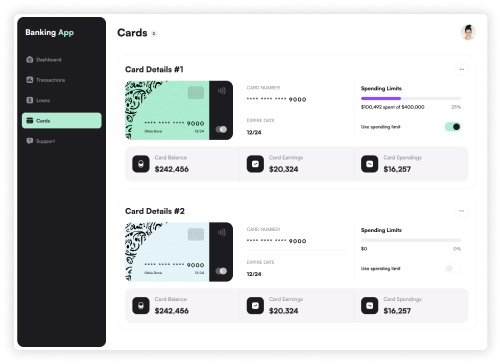 Banking App
Dashboard
Transactions
Loans
Cards
Support
Cards 2
Card Details #1
•••• •••• •••• 9000
Olivia Donis 12/24
CARD NUMBER
•••• •••• •••• 9000
EXPIRE DATE
12/24
Spending Limits
$100,493 spent of $400,000 25%
Use spending limit
Card Balance
$242,456
Card Earnings
$20,324
Card Spendings
$16,257
Card Details #2
•••• •••• •••• 9000
12/24
CARD NUMBER
•••• •••• •••• 9000
EXPIRE DATE
12/24
Spending Limits
$0 0%
Use spending limit
Card Balance
$242,456
Card Earnings
$20,324
Card Spendings
$16,257